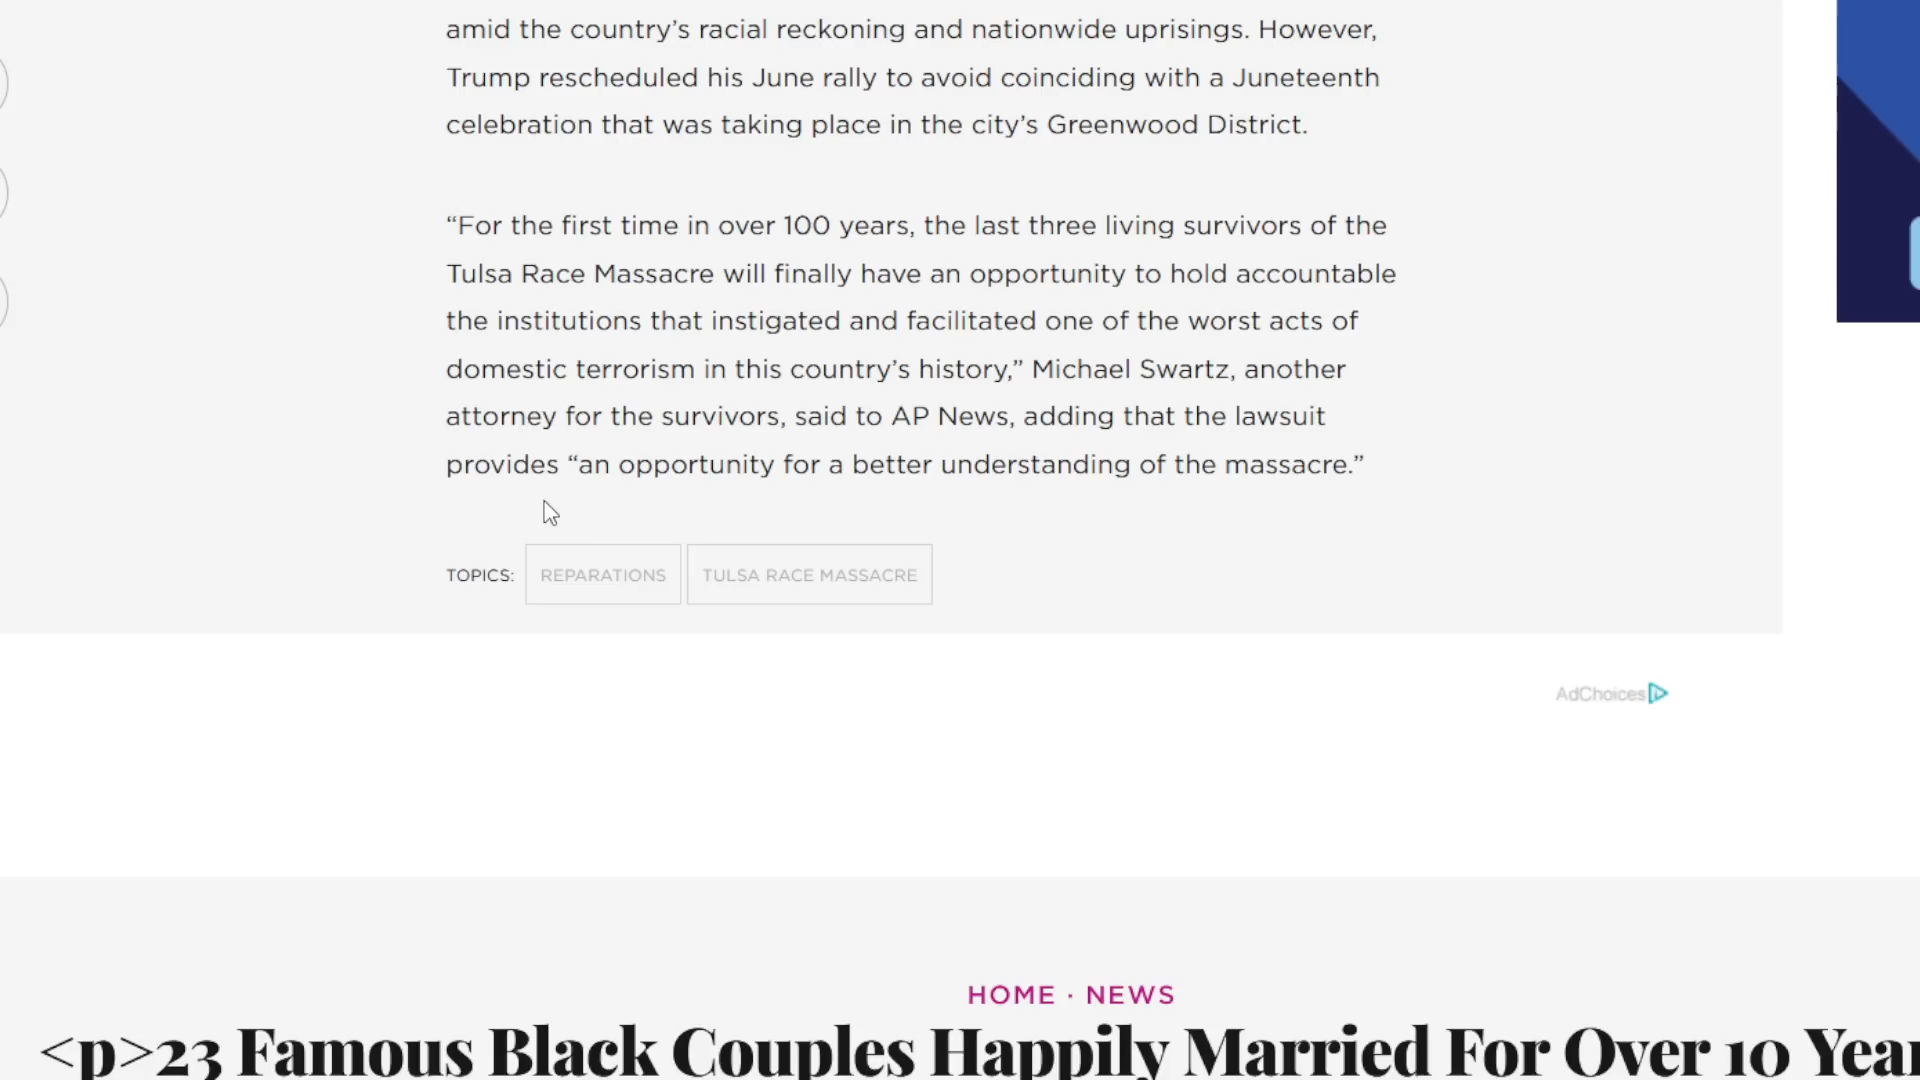 amid the country’s racial reckoning and nationwide uprisings. However,
Trump rescheduled his June rally to avoid coinciding with a Juneteenth
celebration that was taking place in the city’s Greenwood District.
“For the first time in over 100 years, the last three living survivors of the
Tulsa Race Massacre will finally have an opportunity to hold accountable
the institutions that instigated and facilitated one of the worst acts of
domestic terrorism in this country’s history,” Michael Swartz, another
attorney for the survivors, said to AP News, adding that the lawsuit
provides “an opportunity for a better understanding of the massacre.”
TOPICS: REPARATIONS TULSA RACE MASSACRE
AdChoices
HOME · NEWS
<p>23 Famous Black Couples Happily Married For Over 10